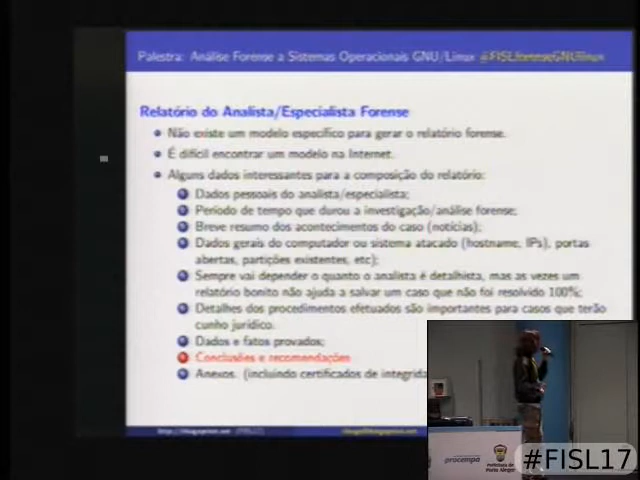 Palestra: Análise Forense a Sistemas Operacionais GNU/Linux @FISLforenseGNUlinux
Relatório do Analista/Especialista Forense
Não existe um modelo específico para gerar o relatório forense.
É difícil encontrar um modelo na Internet.
Alguns dados interessantes para a composição do relatório:
Dados pessoais do analista/especialista;
Período de tempo que durou a investigação/análise forense;
Breve resumo dos acontecimentos do caso (notícias);
Dados gerais do computador ou sistema atacado (hostname, IPs), portas
abertas, partições existentes, etc);
Sempre vai depender o quanto o analista é detalhista, mas as vezes um
relatório bonito não ajuda a salvar um caso que não foi resolvido 100%;
Detalhes dos procedimentos efetuados são importantes para casos que terão
cunho jurídico.
Dados e fatos provados;
Conclusões e recomendações
Anexos. (incluindo certificados de integrida
(FISL17)
procempa
Prefeitura de
Porto Alegre
#FISL17